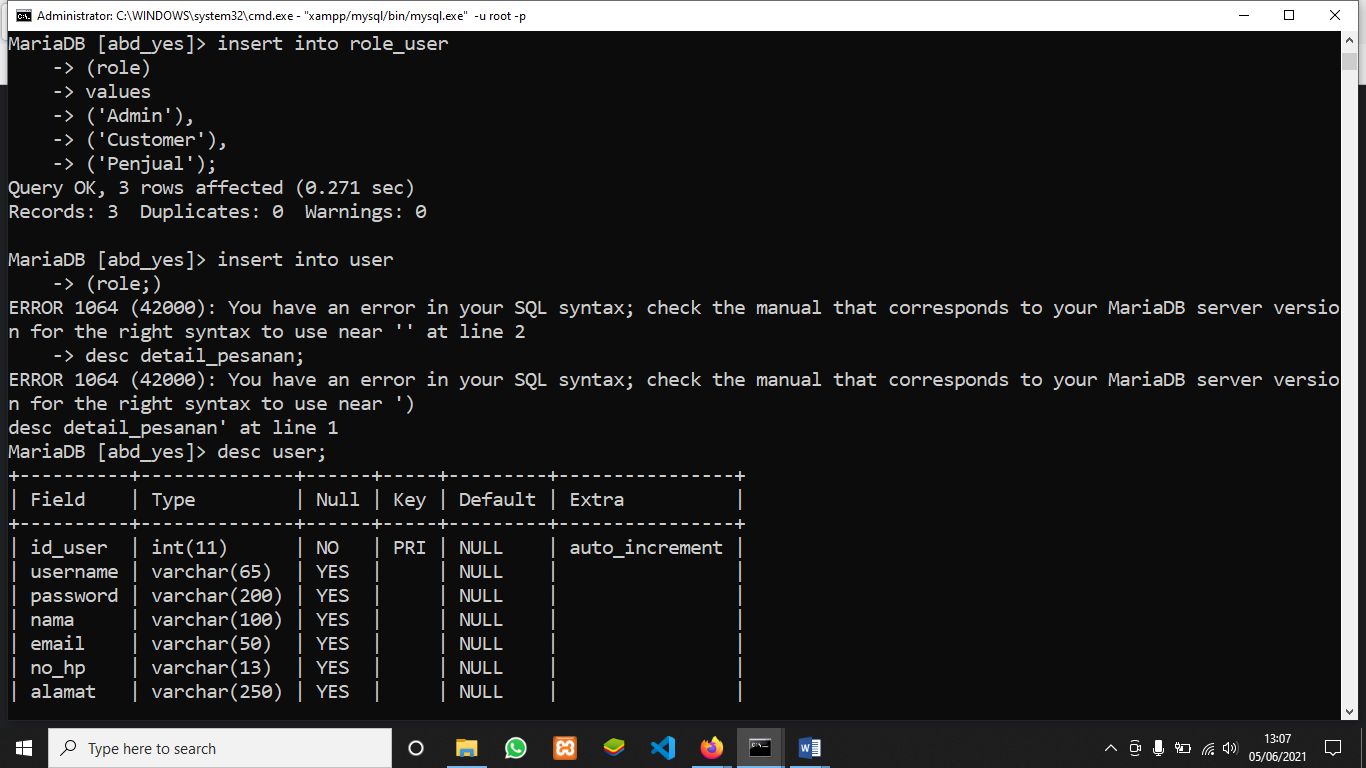 Administrator: C:\WINDOWS\system32\cmd.exe - "xampp/mysql/bin/mysql.exe" -u root -p
MariaDB [abd_yes]> insert into role_user
    -> (role)
    -> values
    -> ('Admin'),
    -> ('Customer'),
    -> ('Penjual');
Query OK, 3 rows affected (0.271 sec)
Records: 3  Duplicates: 0  Warnings: 0

MariaDB [abd_yes]> insert into user
    -> (role;)
ERROR 1064 (42000): You have an error in your SQL syntax; check the manual that corresponds to your MariaDB server versio
n for the right syntax to use near '' at line 2
    -> desc detail_pesanan;
ERROR 1064 (42000): You have an error in your SQL syntax; check the manual that corresponds to your MariaDB server versio
n for the right syntax to use near ')
desc detail_pesanan' at line 1
MariaDB [abd_yes]> desc user;
+----------+--------------+------+-----+---------+----------------+
| Field    | Type         | Null | Key | Default | Extra          |
+----------+--------------+------+-----+---------+----------------+
| id_user  | int(11)      | NO   | PRI | NULL    | auto_increment |
| username | varchar(65)  | YES  |     | NULL    |                |
| password | varchar(200) | YES  |     | NULL    |                |
| nama     | varchar(100) | YES  |     | NULL    |                |
| email    | varchar(50)  | YES  |     | NULL    |                |
| no_hp    | varchar(13)  | YES  |     | NULL    |                |
| alamat   | varchar(250) | YES  |     | NULL    |                |
Type here to search
13:07
05/06/2021